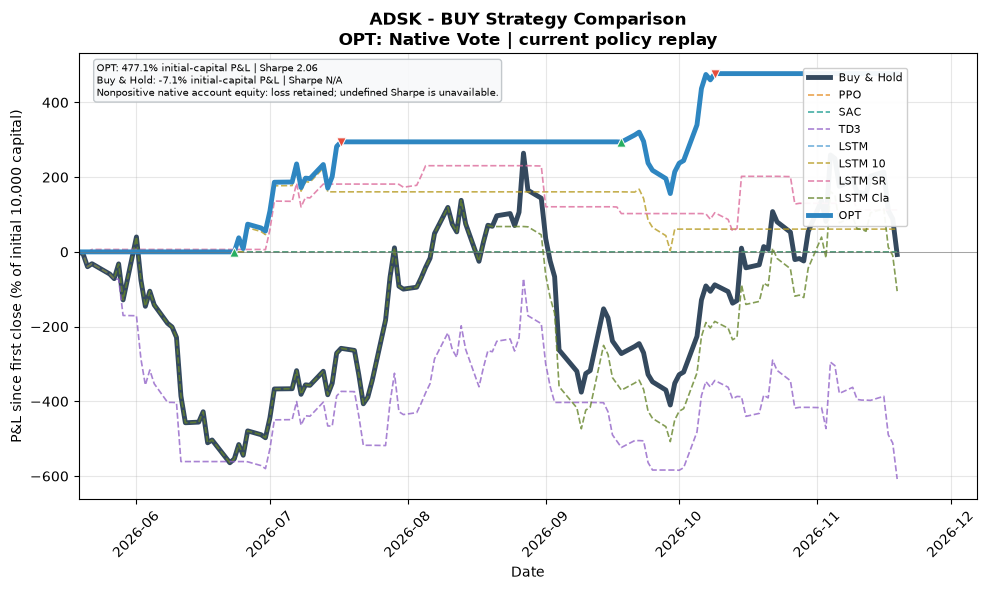 ADSK - BUY Strategy Comparison
OPT: Native Vote | current policy replay
OPT: 477.1% initial-capital P&L | Sharpe 2.06
Buy & Hold: -7.1% initial-capital P&L | Sharpe N/A
Nonpositive native account equity: loss retained; undefined Sharpe is unavailable.
Buy & Hold
PPO
SAC
TD3
LSTM
LSTM 10
LSTM SR
LSTM Cla
OPT
P&L since first close (% of initial 10,000 capital)
400
200
0
−200
−400
−600
2026-06
2026-07
2026-08
2026-09
2026-10
2026-11
2026-12
Date